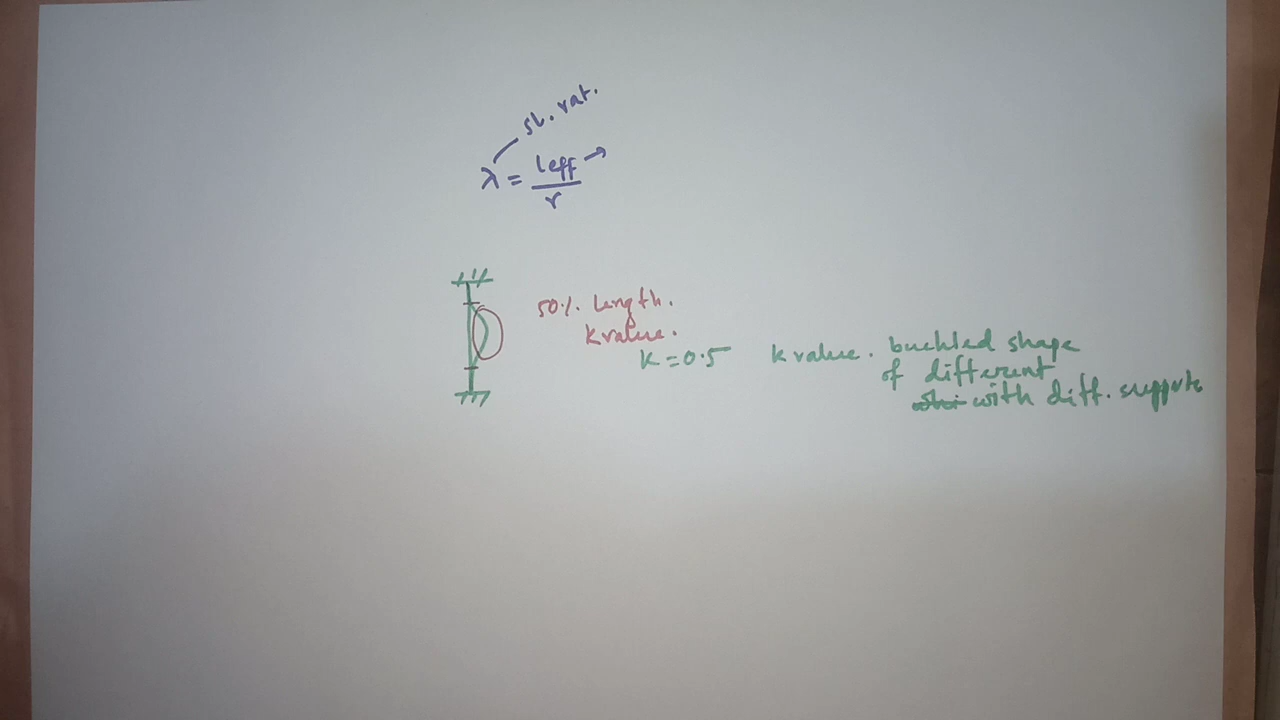 sl. rat.
λ = leff →
r
50%. Length.
k value.
K = 0.5
k value. buckled shape
of different
with diff. supports